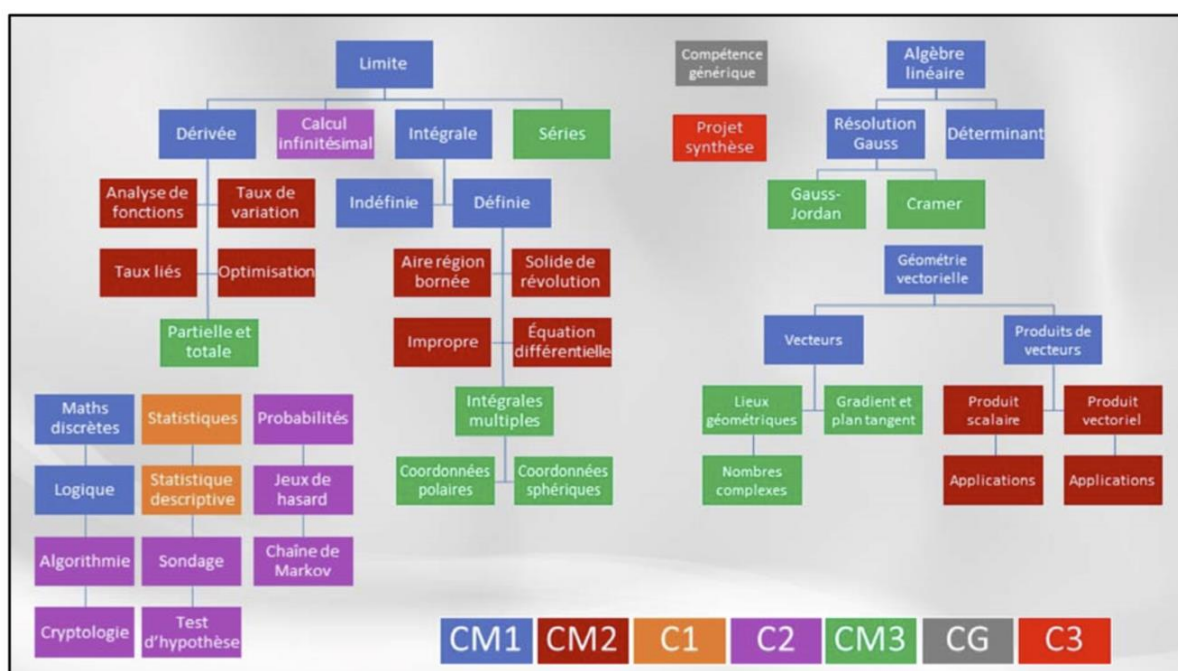 Limite
Dérivée
Calcul
infinitésimal
Intégrale
Séries
Analyse de
fonctions
Taux de
variation
Indéfinie
Définie
Taux liés
Optimisation
Aire région
bornée
Solide de
révolution
Partielle et
totale
Impropre
Équation
différentielle
Intégrales
multiples
Coordonnées
polaires
Coordonnées
sphériques
Compétence
générique
Projet
synthèse
Algèbre
linéaire
Résolution
Gauss
Déterminant
Gauss-
Jordan
Cramer
Géométrie
vectorielle
Vecteurs
Produits de
vecteurs
Lieux
géométriques
Gradient et
plan tangent
Produit
scalaire
Produit
vectoriel
Nombres
complexes
Applications
Applications
Maths
discrètes
Statistiques
Probabilités
Logique
Statistique
descriptive
Jeux de
hasard
Algorithmie
Sondage
Chaîne de
Markov
Cryptologie
Test
d'hypothèse
CM1
CM2
C1
C2
CM3
CG
C3